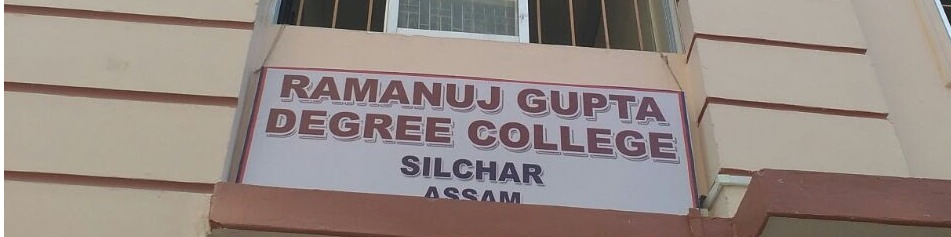 RAMANUJ GUPTA
DEGREE COLLEGE
SILCHAR
ASSAM